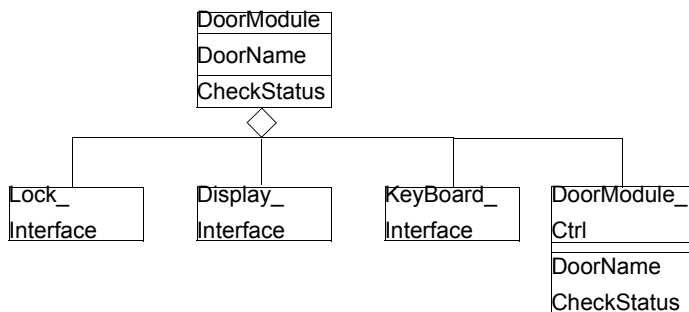 DoorModule
DoorName
CheckStatus
Lock_
Interface
Display_
Interface
KeyBoard_
Interface
DoorModule_
Ctrl
DoorName
CheckStatus